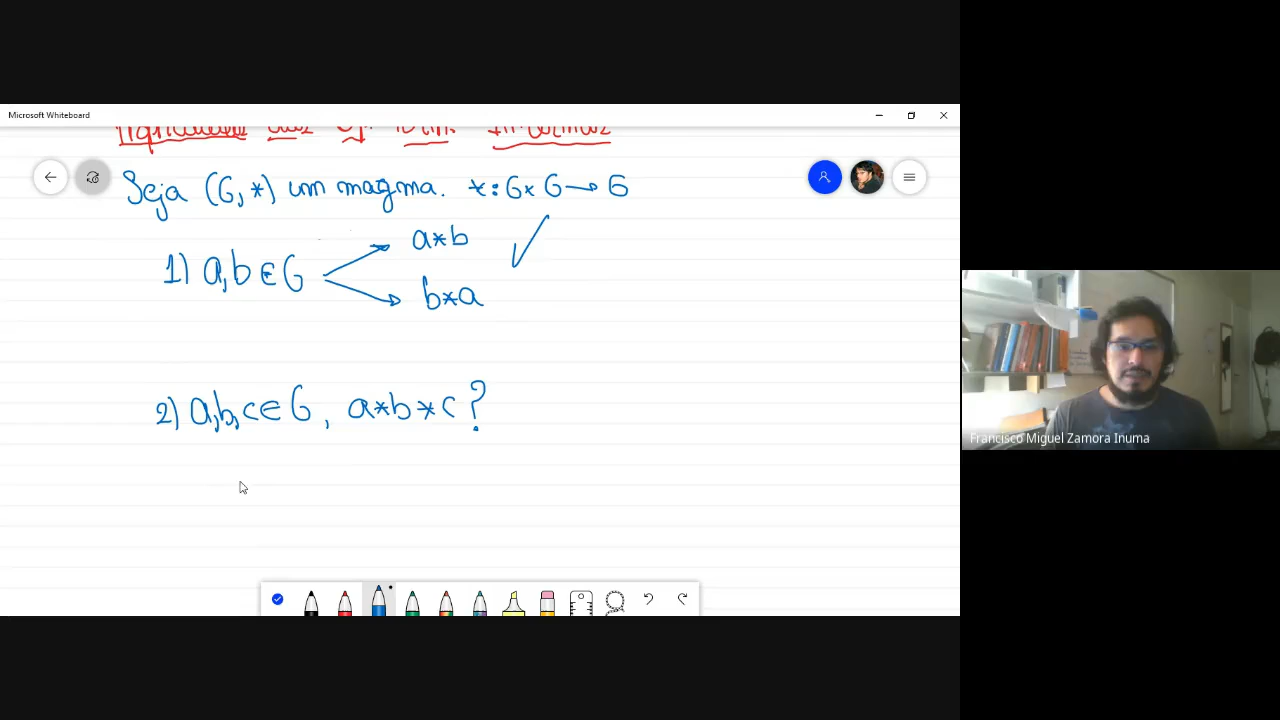 Microsoft Whiteboard
Seja (G, *) um magma. *: G × G → G
1) a, b ∈ G
a * b
b * a
2) a, b, c ∈ G, a * b * c ?
Francisco Miguel Zamora Inuma